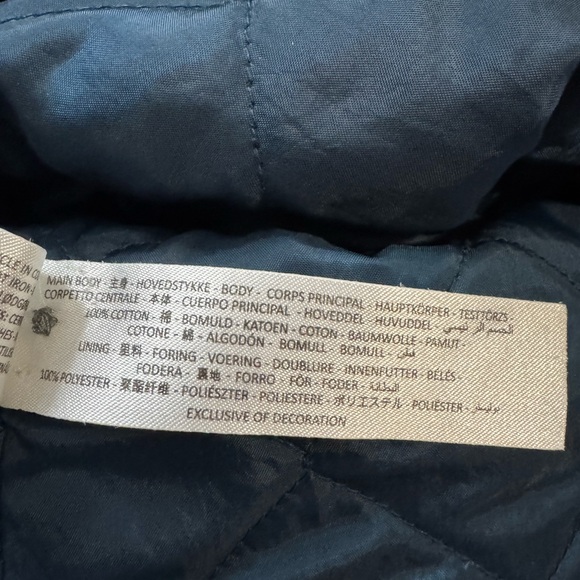 MAIN BODY - 主身 - HOVEDSTYKKE - BODY - CORPS PRINCIPAL - HAUPTKÖRPER - TESTTÖRZS -
CORPETTO CENTRALE - 本体 - CUERPO PRINCIPAL - HOVEDDEL - HUVUDDEL - الجسم الرئيسي
100% COTTON - 棉 - BOMULD - KATOEN - COTON - BAUMWOLLE - PAMUT -
COTONE - 綿 - ALGODÓN - BOMULL - BOMULL - قطن
LINING - 里料 - FORING - VOERING - DOUBLURE - INNENFUTTER - BÉLÉS -
FODERA - 裏地 - FORRO - FÔR - FODER - البطانة
100% POLYESTER - 聚酯纤维 - POLIÉSZTER - POLIESTERE - ポリエステル - POLIÉSTER - بوليستر
EXCLUSIVE OF DECORATION